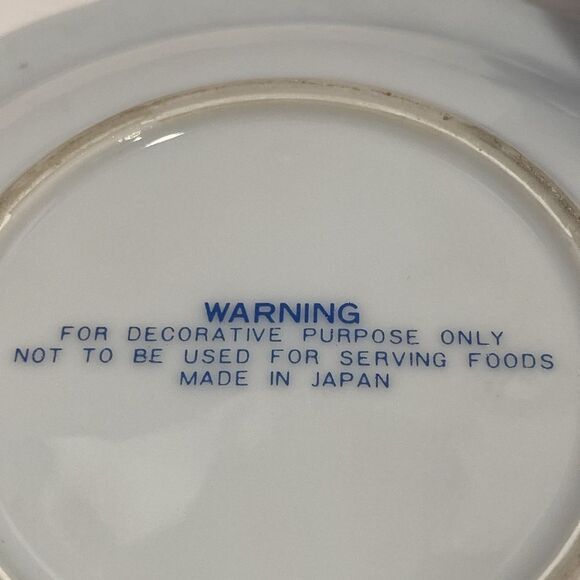 WARNING
FOR DECORATIVE PURPOSE ONLY
NOT TO BE USED FOR SERVING FOODS
MADE IN JAPAN